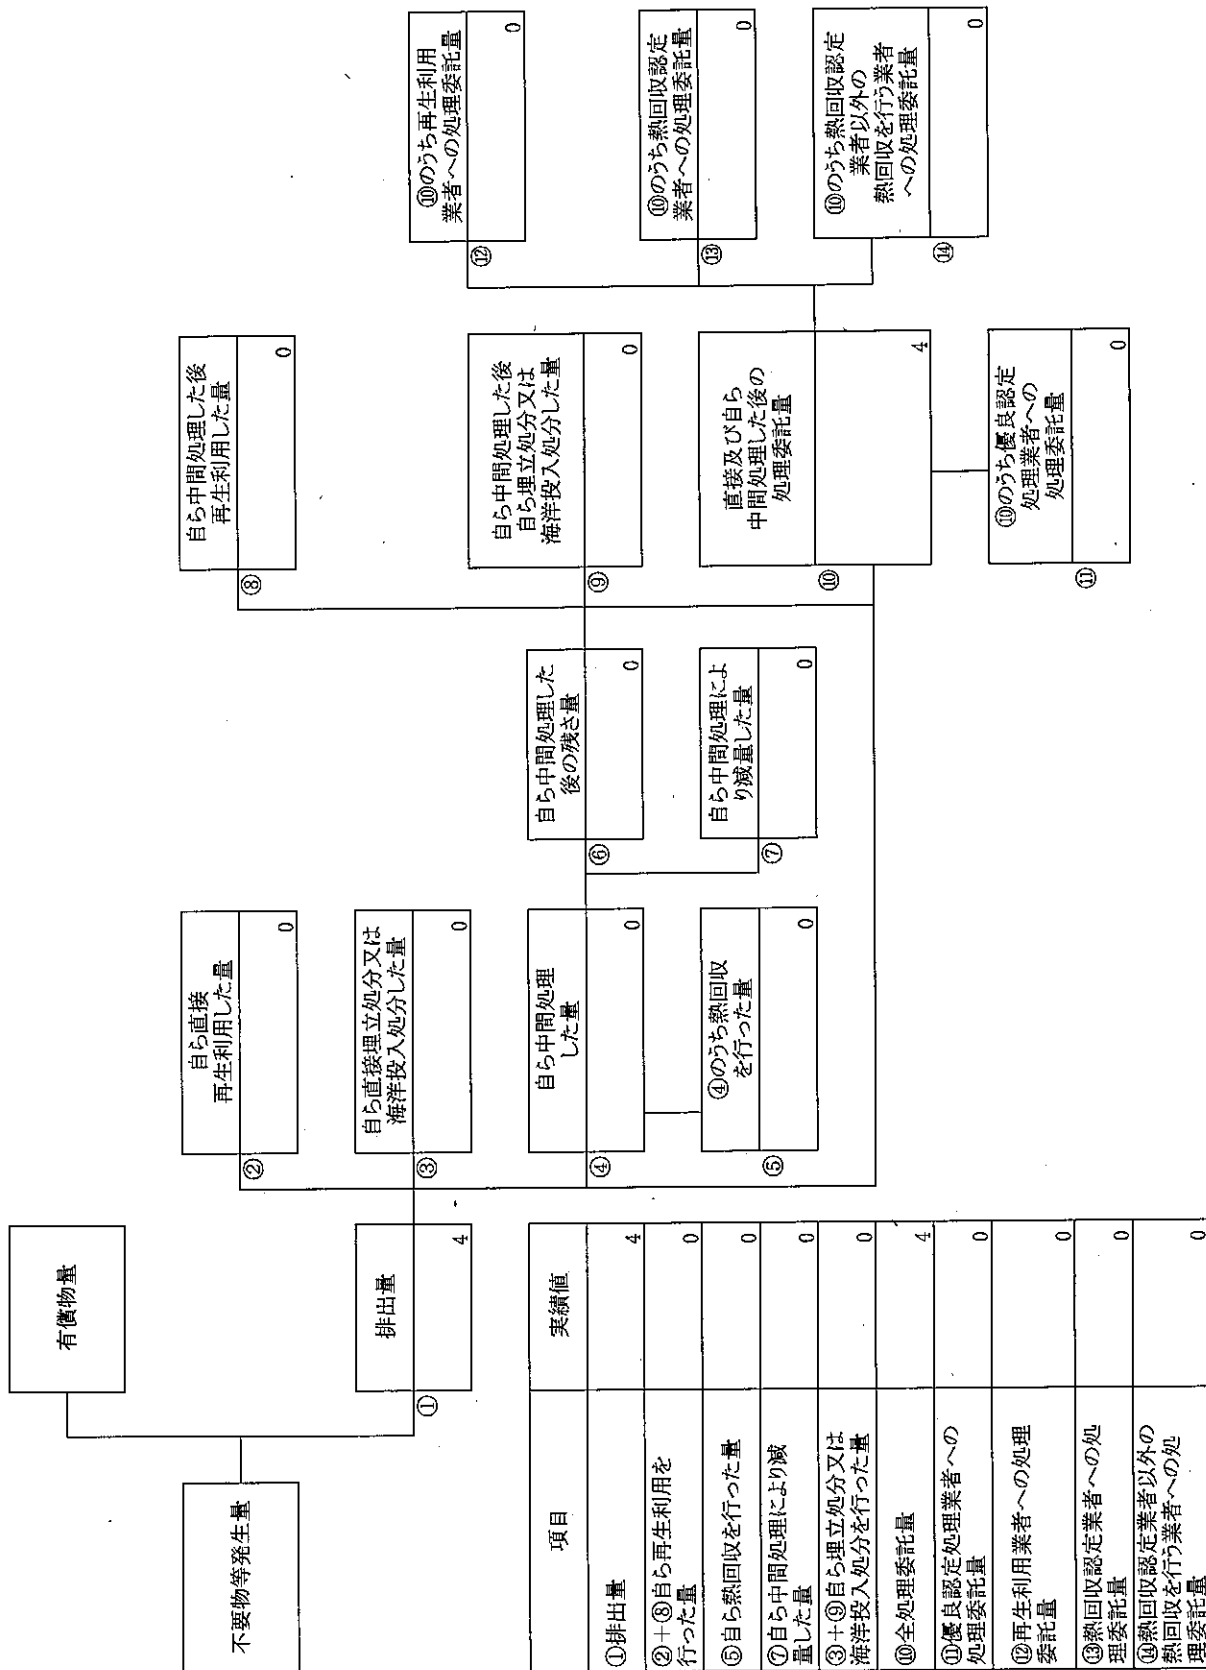 不要物等発生量
有償物量
①
排出量
4
②
自ら直接
再生利用した量
0
③
自ら直接埋立処分又は
海洋投入処分した量
0
④
自ら中間処理
した量
0
⑤
④のうち熱回収
を行った量
0
⑥
自ら中間処理した
後の残さ量
0
⑦
自ら中間処理によ
り減量した量
0
⑧
自ら中間処理した後
再生利用した量
0
⑨
自ら中間処理した後
自ら埋立処分又は
海洋投入処分した量
0
⑩
直接及び自ら
中間処理した後の
処理委託量
4
⑪
⑩のうち優良認定
処理業者への
処理委託量
0
⑫
⑩のうち再生利用
業者への処理委託量
0
⑬
⑩のうち熱回収認定
業者への処理委託量
0
⑭
⑩のうち熱回収認定
業者以外の
熱回収を行う業者
への処理委託量
0
項目
実績値
①排出量
4
②+⑧自ら再生利用を
行った量
0
⑤自ら熱回収を行った量
0
⑦自ら中間処理により減
量した量
0
③+⑨自ら埋立処分又は
海洋投入処分を行った量
0
⑩全処理委託量
4
⑪優良認定処理業者への
処理委託量
0
⑫再生利用業者への処理
委託量
0
⑬熱回収認定業者への処
理委託量
0
⑭熱回収認定業者以外の
熱回収を行う業者への処
理委託量
0